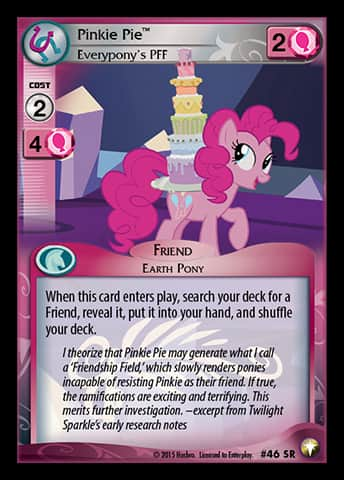 Pinkie Pie™
Everypony's PFF
2
COST
2
4
FRIEND
EARTH PONY
When this card enters play, search your deck for a
Friend, reveal it, put it into your hand, and shuffle
your deck.
I theorize that Pinkie Pie may generate what I call
a 'Friendship Field,' which slowly renders ponies
incapable of resisting Pinkie as their friend. If true,
the ramifications are exciting and terrifying. This
merits further investigation. –excerpt from Twilight
Sparkle's early research notes
© 2015 Hasbro. Licensed to Enterplay. #46 SR